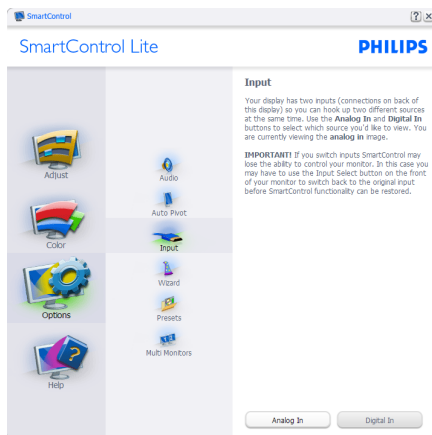 SmartControl
SmartControl Lite
PHILIPS
Adjust
Color
Options
Help
Audio
Auto Pivot
Input
Wizard
Presets
Multi Monitors
Input
Your display has two inputs (connections on back of
this display) so you can hook up two different sources
at the same time. Use the Analog In and Digital In
buttons to select which source you'd like to view. You
are currently viewing the analog in image.
IMPORTANT! If you switch inputs SmartControl may
lose the ability to control your monitor. In this case you
may have to use the Input Select button on the front
of your monitor to switch back to the original input
before SmartControl functionality can be restored.
Analog In
Digital In